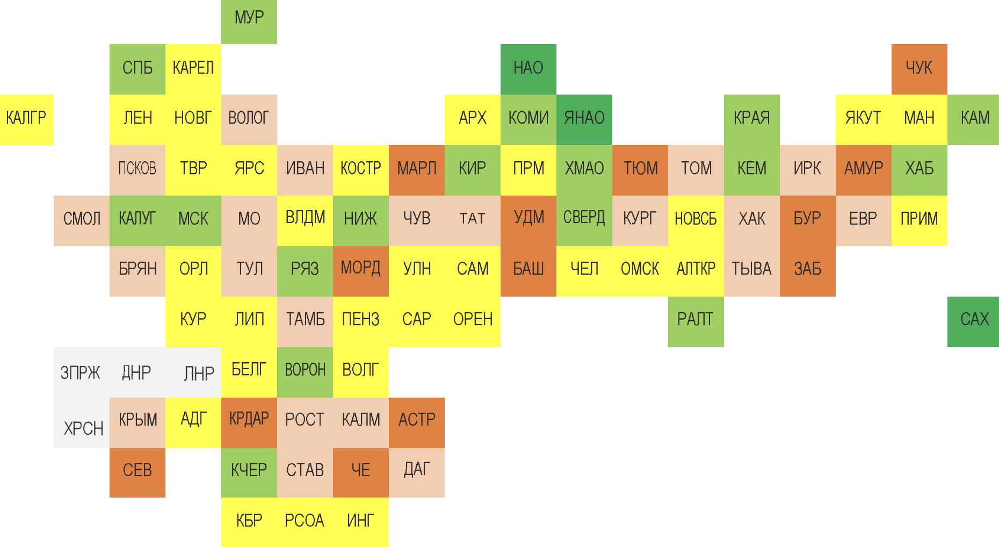 МУР
СПБ КАРЕЛ НАО ЧУК
КАЛГР ЛЕН НОВГ ВОЛОГ АРХ КОМИ ЯНАО КРАЯ ЯКУТ МАН КАМ
ПСКОВ ТВР ЯРС ИВАН КОСТР МАРЛ КИР ПРМ ХМАО ТЮМ ТОМ КЕМ ИРК АМУР ХАБ
СМОЛ КАЛУГ МСК МО ВЛДМ НИЖ ЧУВ ТАТ УДМ СВЕРД КУРГ НОВСБ ХАК БУР ЕВР ПРИМ
БРЯН ОРЛ ТУЛ РЯЗ МОРД УЛН САМ БАШ ЧЕЛ ОМСК АЛТКР ТЫВА ЗАБ
КУР ЛИП ТАМБ ПЕНЗ САР ОРЕН РАЛТ САХ
ЗПРЖ ДНР ЛНР БЕЛГ ВОРОН ВОЛГ
ХРСН КРЫМ АДГ КРДАР РОСТ КАЛМ АСТР
СЕВ КЧЕР СТАВ ЧЕ ДАГ
КБР РСОА ИНГ